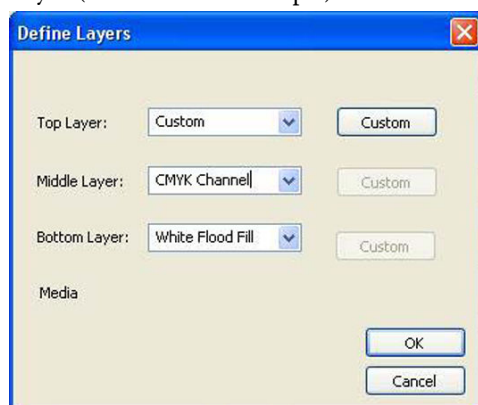 Define Layers
Top Layer: Custom Custom
Middle Layer: CMYK Channel Custom
Bottom Layer: White Flood Fill Custom
Media
OK
Cancel